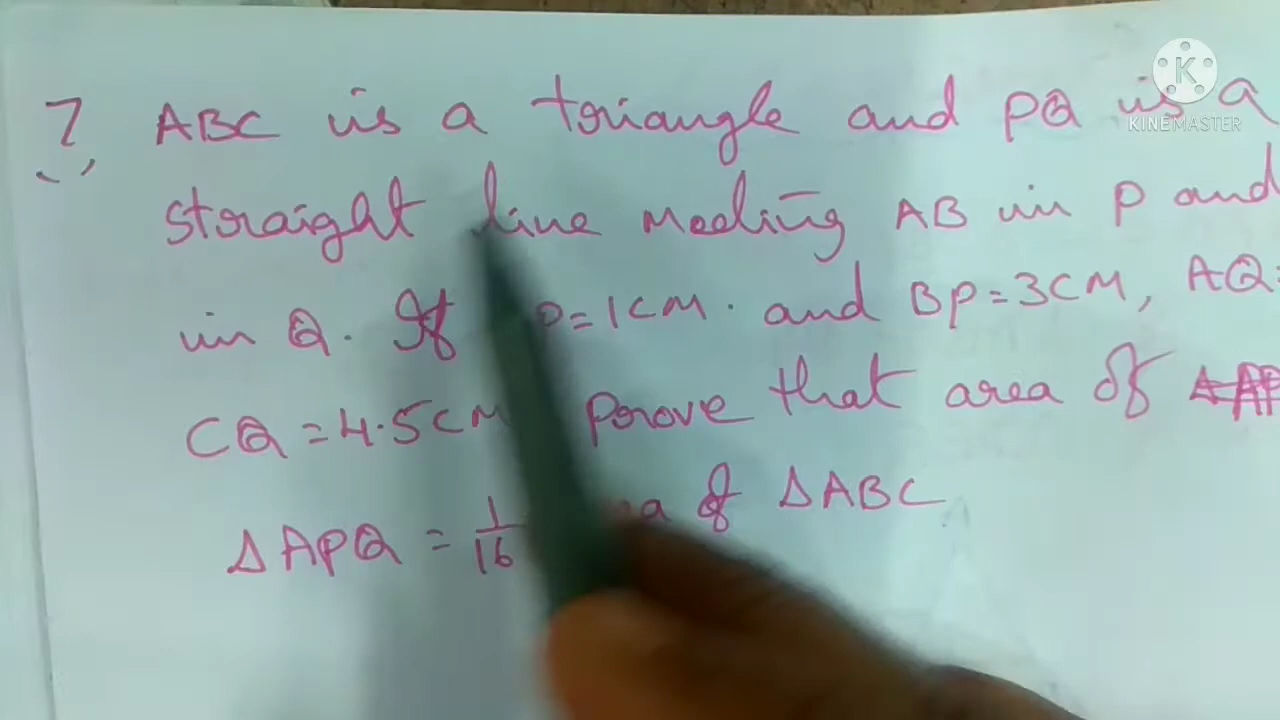 7 ABC is a triangle and PQ is a
straight line meeting AB in P and
in Q. If P=1CM. and BP=3CM, AQ=
CQ=4.5CM Prove that area of
ΔAPQ = 1/16 of ΔABC
K
KINEMASTER